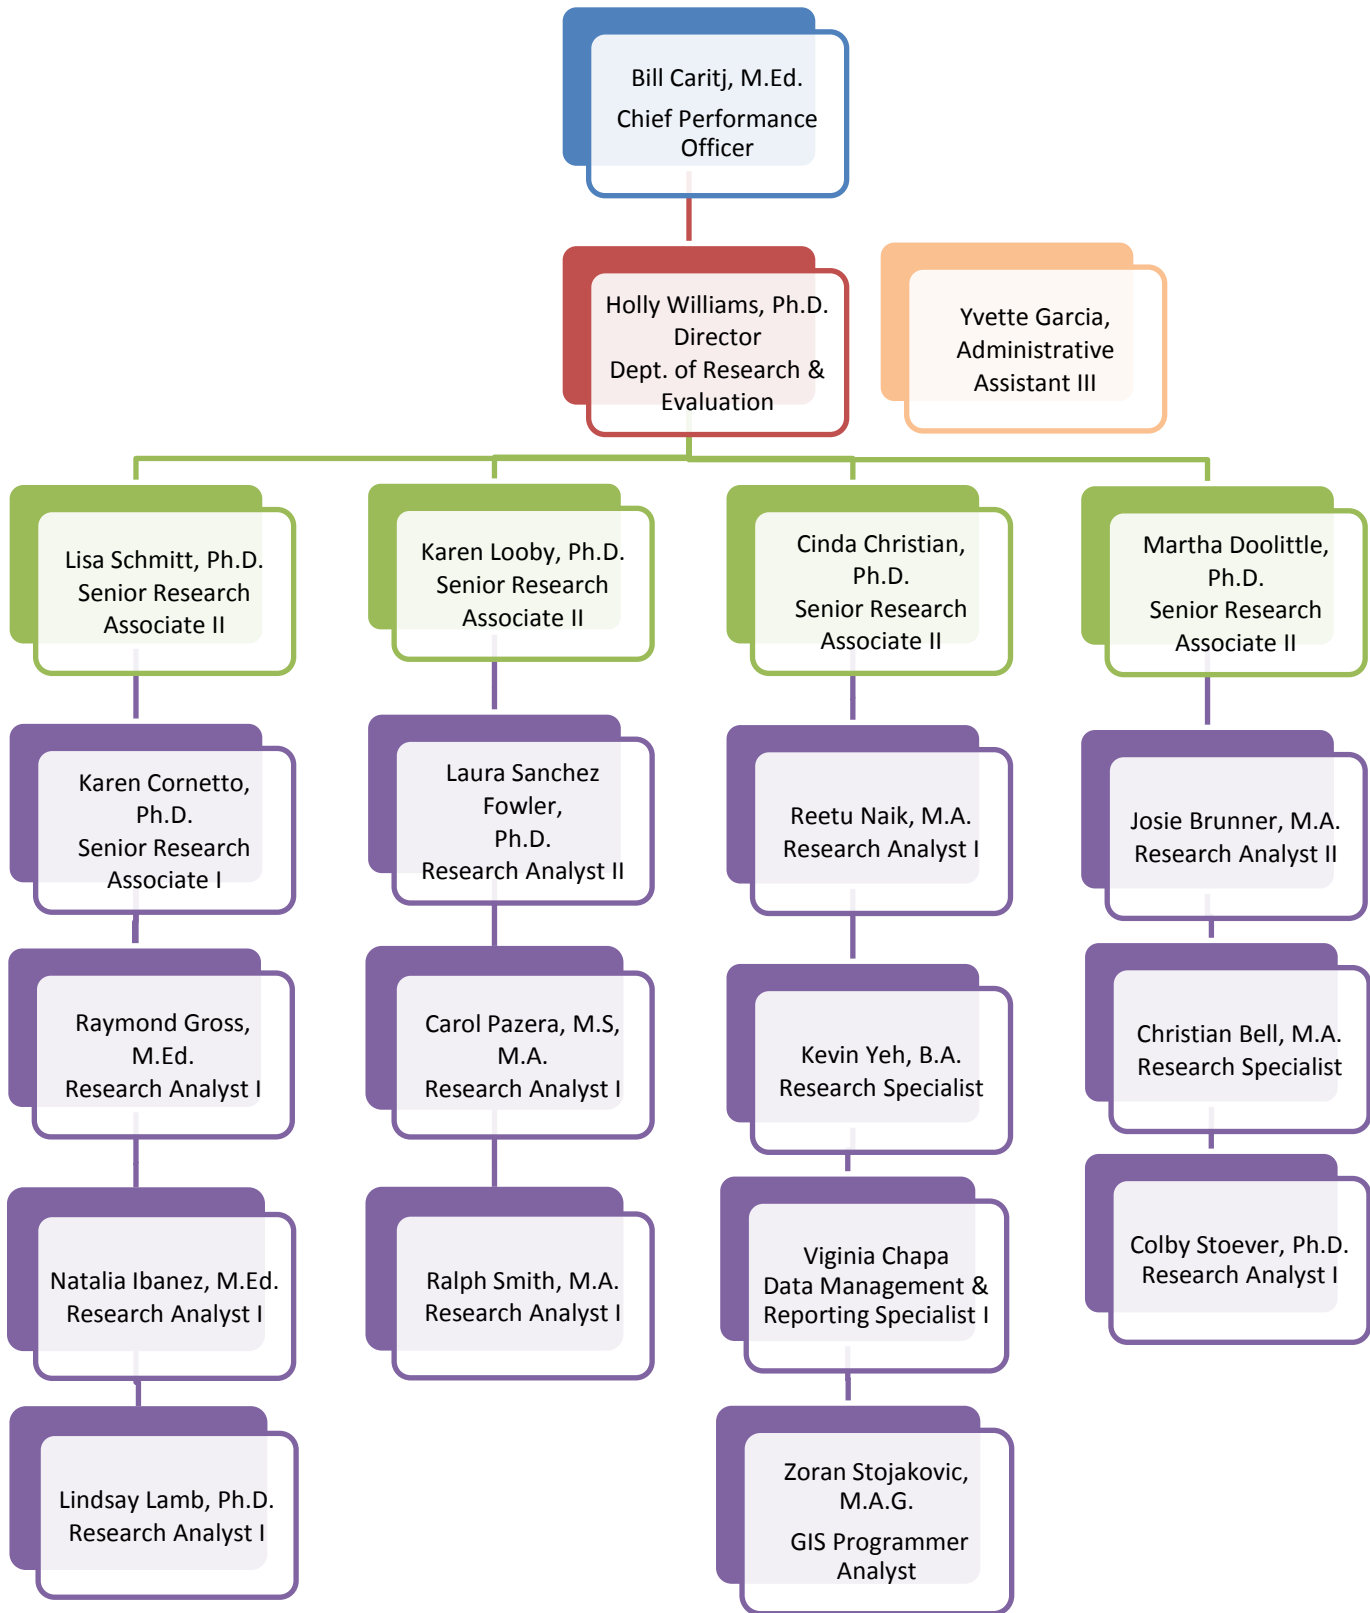 Bill Caritj, M.Ed.
Chief Performance
Officer
Holly Williams, Ph.D.
Director
Dept. of Research &
Evaluation
Yvette Garcia,
Administrative
Assistant III
Lisa Schmitt, Ph.D.
Senior Research
Associate II
Karen Looby, Ph.D.
Senior Research
Associate II
Cinda Christian,
Ph.D.
Senior Research
Associate II
Martha Doolittle,
Ph.D.
Senior Research
Associate II
Karen Cornetto,
Ph.D.
Senior Research
Associate I
Laura Sanchez
Fowler,
Ph.D.
Research Analyst II
Reetu Naik, M.A.
Research Analyst I
Josie Brunner, M.A.
Research Analyst II
Raymond Gross,
M.Ed.
Research Analyst I
Carol Pazera, M.S,
M.A.
Research Analyst I
Kevin Yeh, B.A.
Research Specialist
Christian Bell, M.A.
Research Specialist
Natalia Ibanez, M.Ed.
Research Analyst I
Ralph Smith, M.A.
Research Analyst I
Viginia Chapa
Data Management &
Reporting Specialist I
Colby Stoever, Ph.D.
Research Analyst I
Lindsay Lamb, Ph.D.
Research Analyst I
Zoran Stojakovic,
M.A.G.
GIS Programmer
Analyst